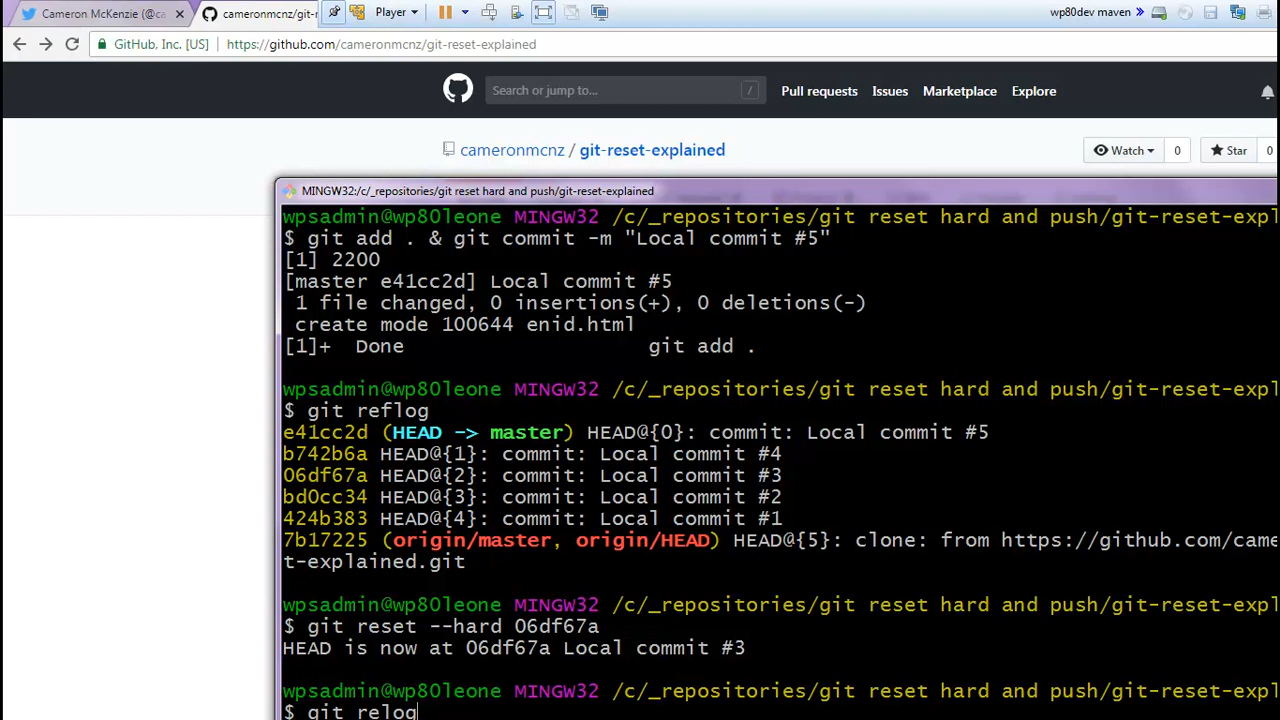 Cameron McKenzie (@ca
cameronmcnz/git-r
Player
wp80dev maven
GitHub, Inc. [US]
https://github.com/cameronmcnz/git-reset-explained
Search or jump to...
/
Pull requests
Issues
Marketplace
Explore
cameronmcnz / git-reset-explained
Watch
0
Star
0
MINGW32:/c/_repositories/git reset hard and push/git-reset-explained
wpsadmin@wp80leone MINGW32 /c/_repositories/git reset hard and push/git-reset-expl
$ git add . & git commit -m "Local commit #5"
[1] 2200
[master e41cc2d] Local commit #5
1 file changed, 0 insertions(+), 0 deletions(-)
create mode 100644 enid.html
[1]+  Done                    git add .
wpsadmin@wp80leone MINGW32 /c/_repositories/git reset hard and push/git-reset-expl
$ git reflog
e41cc2d (HEAD -> master) HEAD@{0}: commit: Local commit #5
b742b6a HEAD@{1}: commit: Local commit #4
06df67a HEAD@{2}: commit: Local commit #3
bd0cc34 HEAD@{3}: commit: Local commit #2
424b383 HEAD@{4}: commit: Local commit #1
7b17225 (origin/master, origin/HEAD) HEAD@{5}: clone: from https://github.com/came
t-explained.git
wpsadmin@wp80leone MINGW32 /c/_repositories/git reset hard and push/git-reset-expl
$ git reset --hard 06df67a
HEAD is now at 06df67a Local commit #3
wpsadmin@wp80leone MINGW32 /c/_repositories/git reset hard and push/git-reset-expl
$ git relog